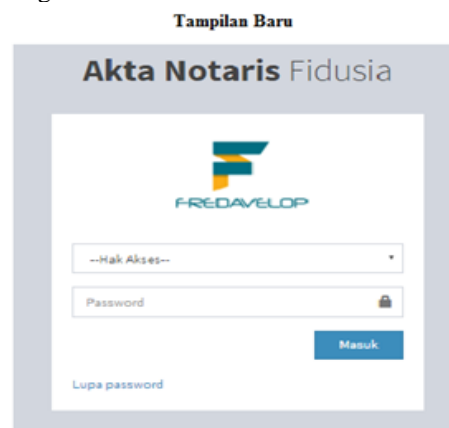 Tampilan Baru
Akta Notaris Fidusia
FREDAVELOP
--Hak Akses--
Password
Masuk
Lupa password